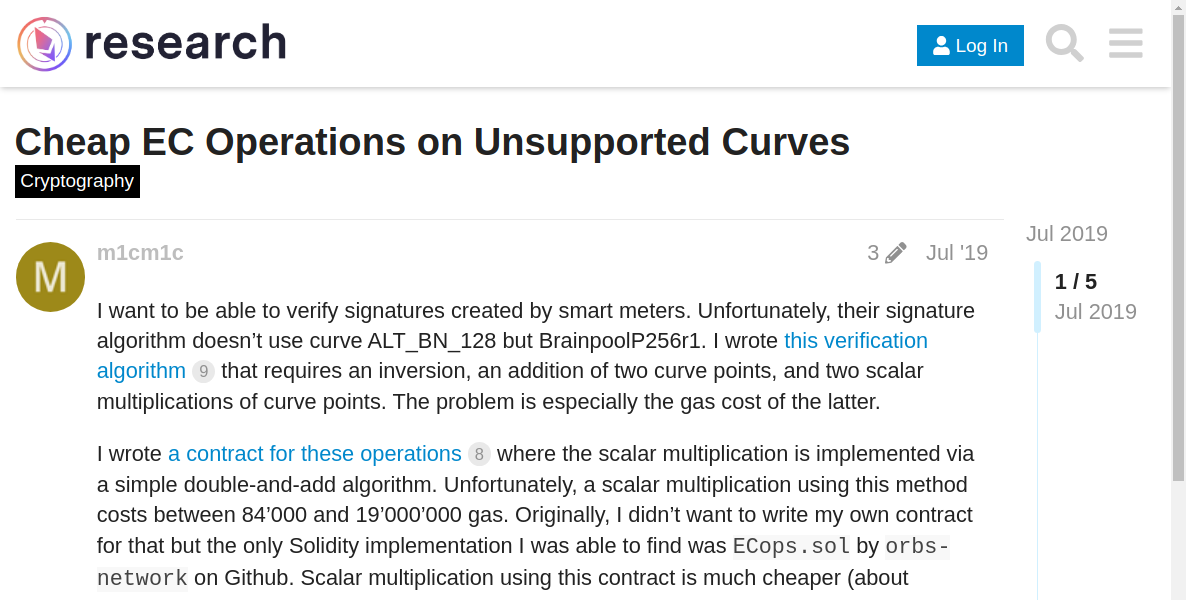 research
Log In
Cheap EC Operations on Unsupported Curves
Cryptography
Jul 2019
M
m1cm1c
3
Jul '19
1 / 5
Jul 2019
I want to be able to verify signatures created by smart meters. Unfortunately, their signature
algorithm doesn’t use curve ALT_BN_128 but BrainpoolP256r1. I wrote this verification
algorithm 9 that requires an inversion, an addition of two curve points, and two scalar
multiplications of curve points. The problem is especially the gas cost of the latter.
I wrote a contract for these operations 8 where the scalar multiplication is implemented via
a simple double-and-add algorithm. Unfortunately, a scalar multiplication using this method
costs between 84’000 and 19’000’000 gas. Originally, I didn’t want to write my own contract
for that but the only Solidity implementation I was able to find was ECops.sol by orbs-
network on Github. Scalar multiplication using this contract is much cheaper (about